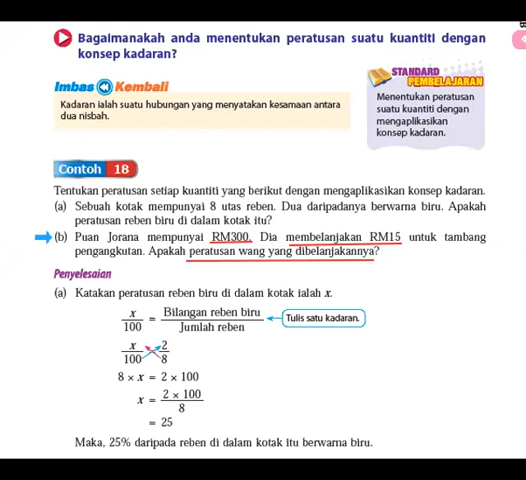 Bagaimanakah anda menentukan peratusan suatu kuantiti dengan
konsep kadaran?
Imbas Kembali
Kadaran ialah suatu hubungan yang menyatakan kesamaan antara
dua nisbah.
STANDARD
PEMBELAJARAN
Menentukan peratusan
suatu kuantiti dengan
mengaplikasikan
konsep kadaran.
Contoh 18
Tentukan peratusan setiap kuantiti yang berikut dengan mengaplikasikan konsep kadaran.
(a) Sebuah kotak mempunyai 8 utas reben. Dua daripadanya berwarna biru. Apakah
peratusan reben biru di dalam kotak itu?
(b) Puan Jorana mempunyai RM300. Dia membelanjakan RM15 untuk tambang
pengangkutan. Apakah peratusan wang yang dibelanjakannya?
Penyelesaian
(a) Katakan peratusan reben biru di dalam kotak ialah x.
x/100 = Bilangan reben biru/Jumlah reben
Tulis satu kadaran.
x/100 2/8
8 × x = 2 × 100
x = 2 × 100/8
= 25
Maka, 25% daripada reben di dalam kotak itu berwarna biru.